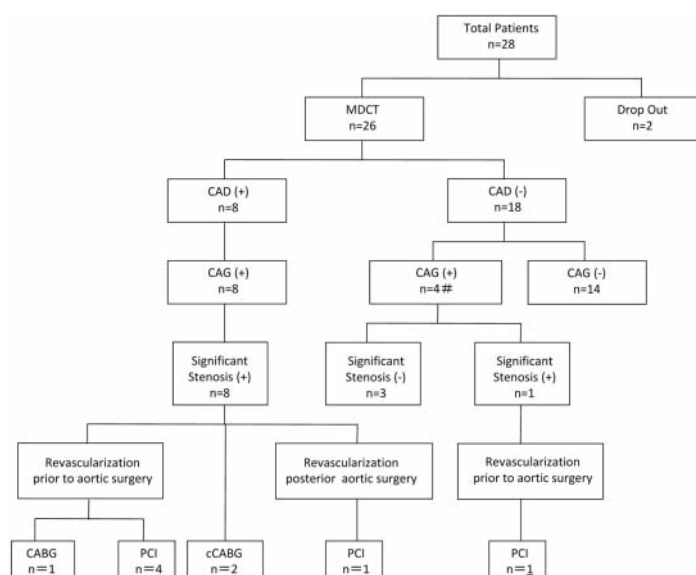 Total Patients
n=28
MDCT
n=26
Drop Out
n=2
CAD (+)
n=8
CAD (-)
n=18
CAG (+)
n=8
CAG (+)
n=4#
CAG (-)
n=14
Significant
Stenosis (+)
n=8
Significant
Stenosis (-)
n=3
Significant
Stenosis (+)
n=1
Revascularization
prior to aortic surgery
Revascularization
posterior aortic surgery
Revascularization
prior to aortic surgery
CABG
n=1
PCI
n=4
cCABG
n=2
PCI
n=1
PCI
n=1